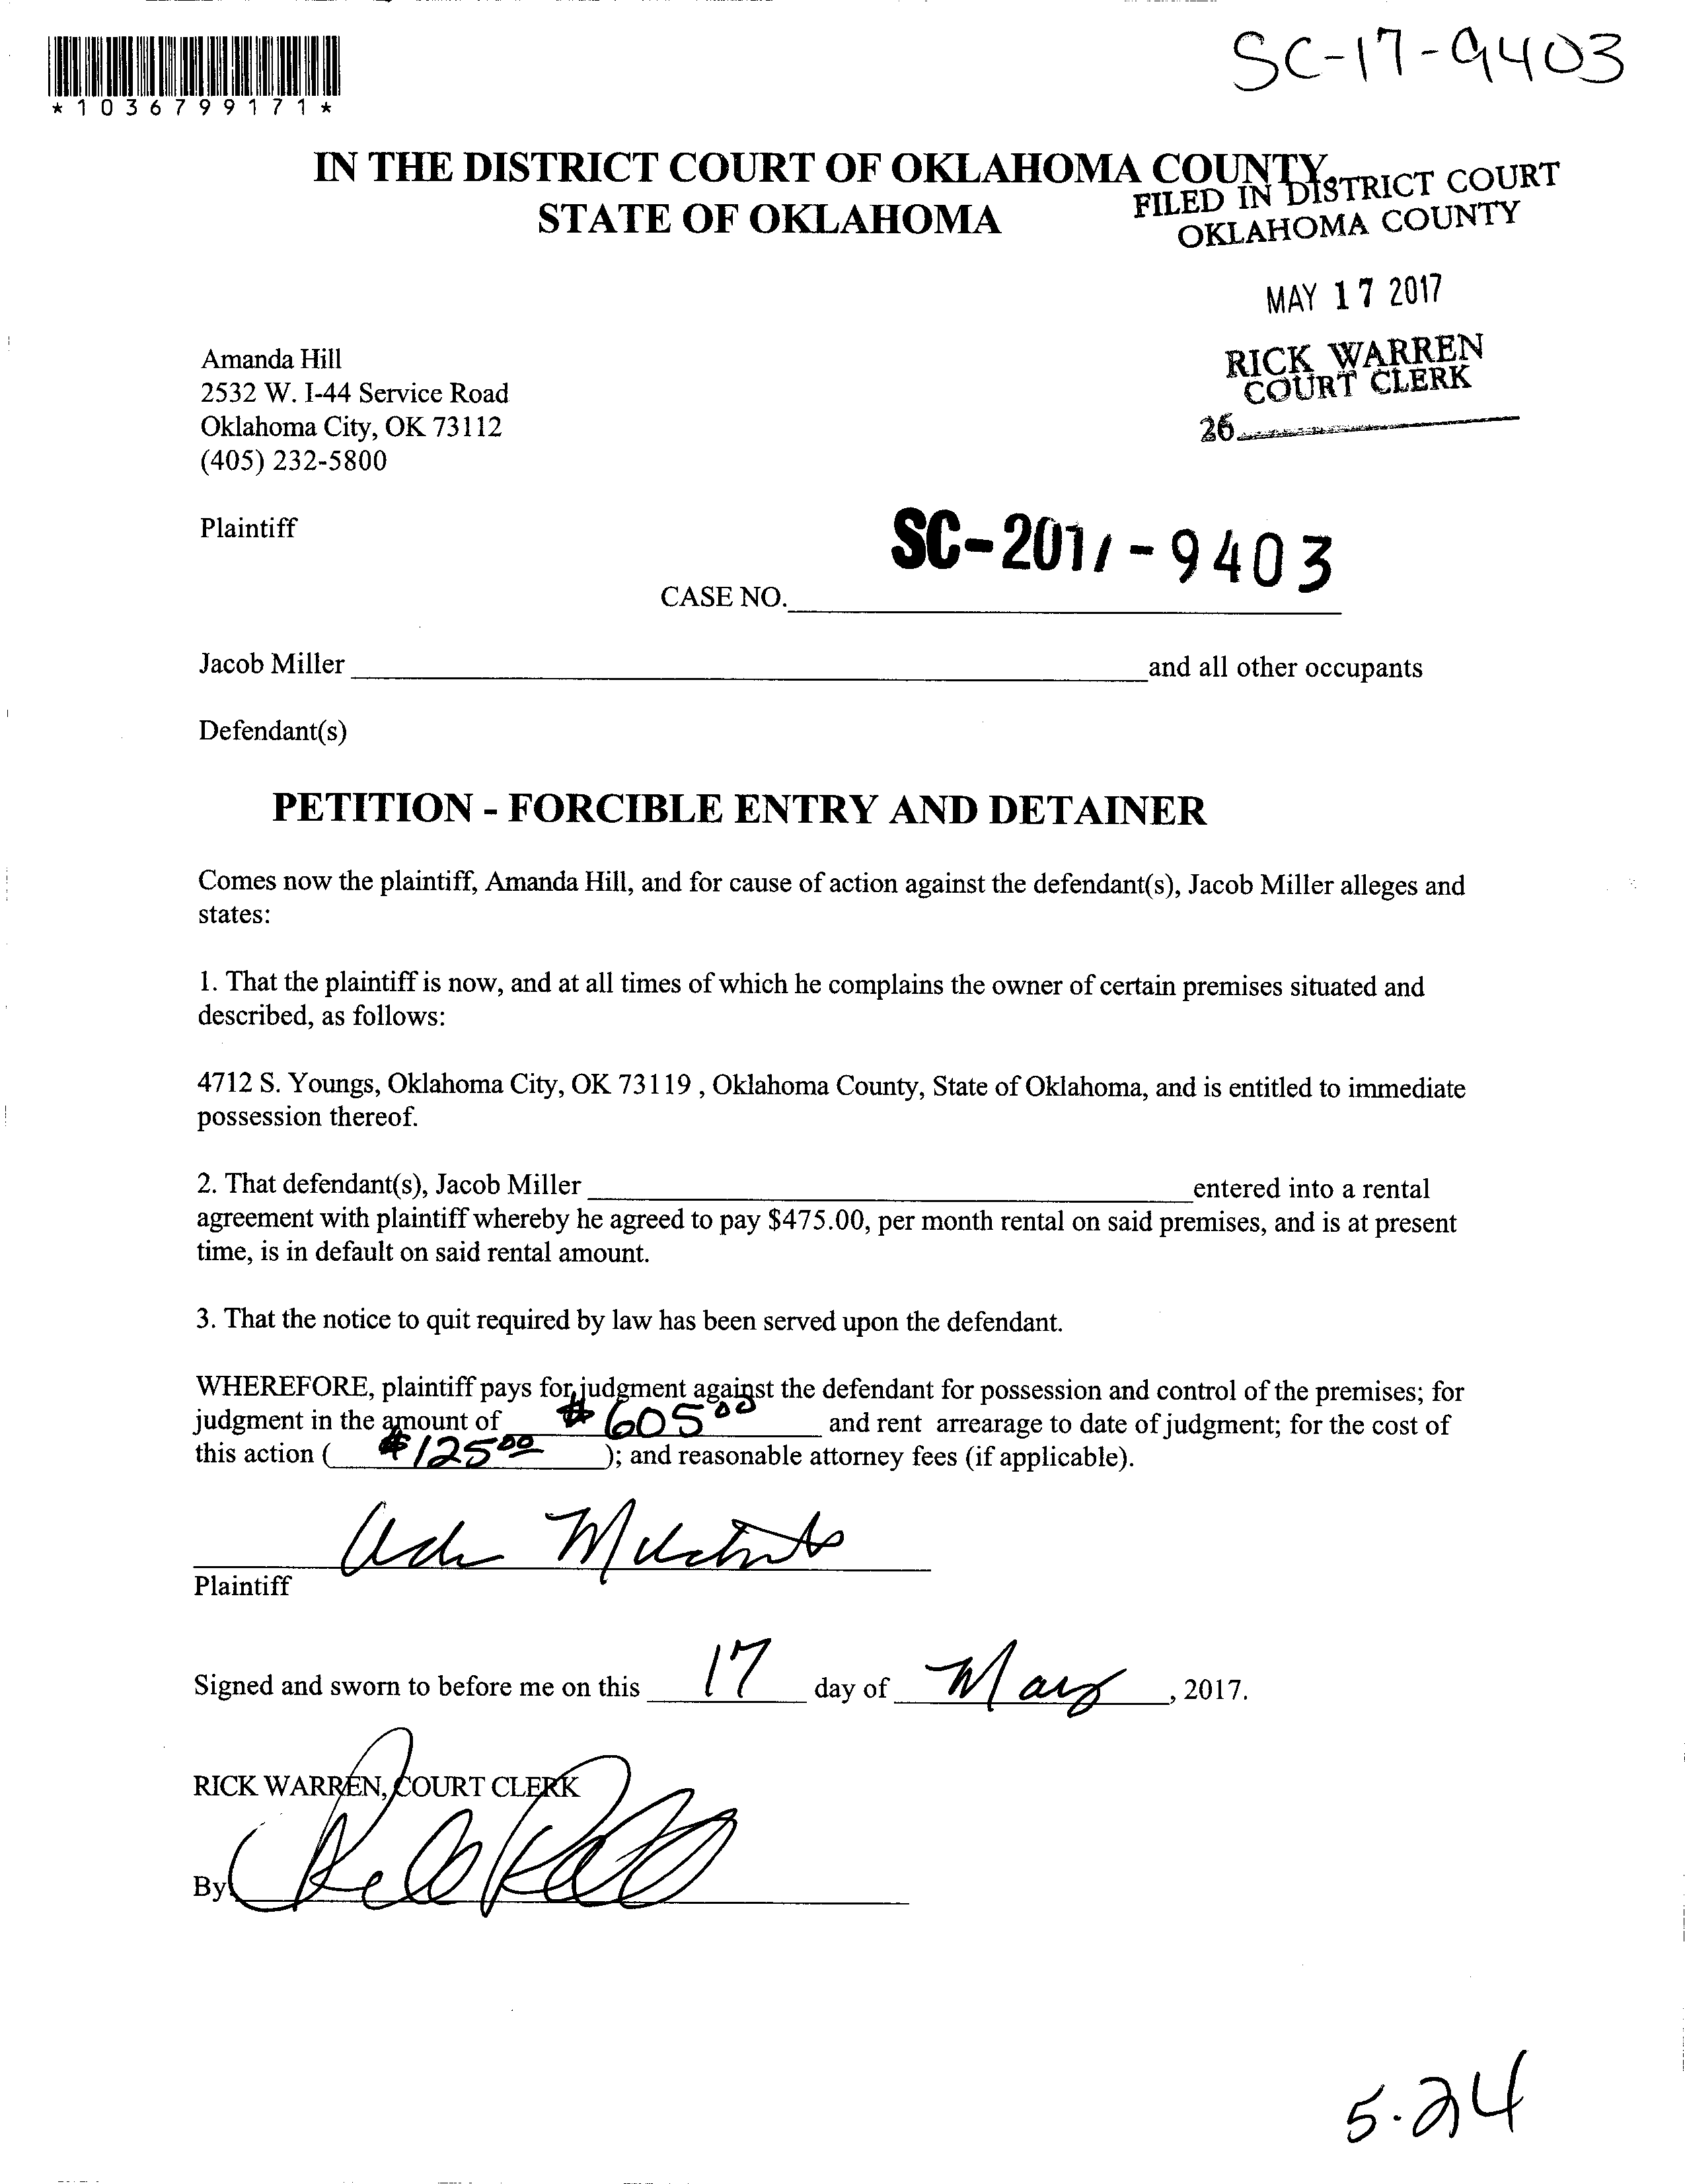 SC-17-9403
*1036799171*
IN THE DISTRICT COURT OF OKLAHOMA COUNTY
STATE OF OKLAHOMA
FILED IN DISTRICT COURT
OKLAHOMA COUNTY
MAY 17 2017
RICK WARREN
COURT CLERK
26
Amanda Hill
2532 W. I-44 Service Road
Oklahoma City, OK 73112
(405) 232-5800
Plaintiff
SC-2017-9403
CASE NO.
Jacob Miller and all other occupants
Defendant(s)
PETITION - FORCIBLE ENTRY AND DETAINER
Comes now the plaintiff, Amanda Hill, and for cause of action against the defendant(s), Jacob Miller alleges and
states:
1. That the plaintiff is now, and at all times of which he complains the owner of certain premises situated and
described, as follows:
4712 S. Youngs, Oklahoma City, OK 73119 , Oklahoma County, State of Oklahoma, and is entitled to immediate
possession thereof.
2. That defendant(s), Jacob Miller entered into a rental
agreement with plaintiff whereby he agreed to pay $475.00, per month rental on said premises, and is at present
time, is in default on said rental amount.
3. That the notice to quit required by law has been served upon the defendant.
WHEREFORE, plaintiff pays for judgment against the defendant for possession and control of the premises; for
judgment in the amount of $605.00 and rent arrearage to date of judgment; for the cost of
this action ( $125.00 ); and reasonable attorney fees (if applicable).
Plaintiff
Signed and sworn to before me on this 17 day of May, 2017.
RICK WARREN, COURT CLERK
By
5.24